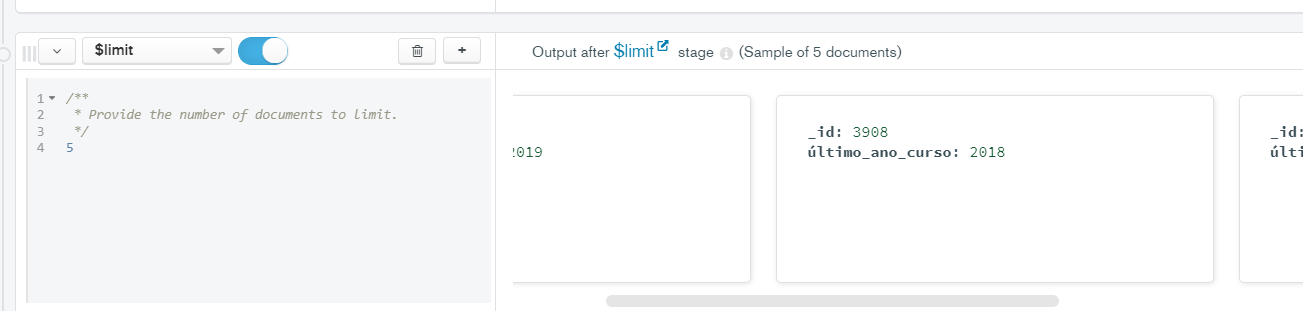 $limit
Output after $limit stage (Sample of 5 documents)
1 /**
2 * Provide the number of documents to limit.
3 */
4 5
2019
_id: 3908
último_ano_curso: 2018
_id:
últi